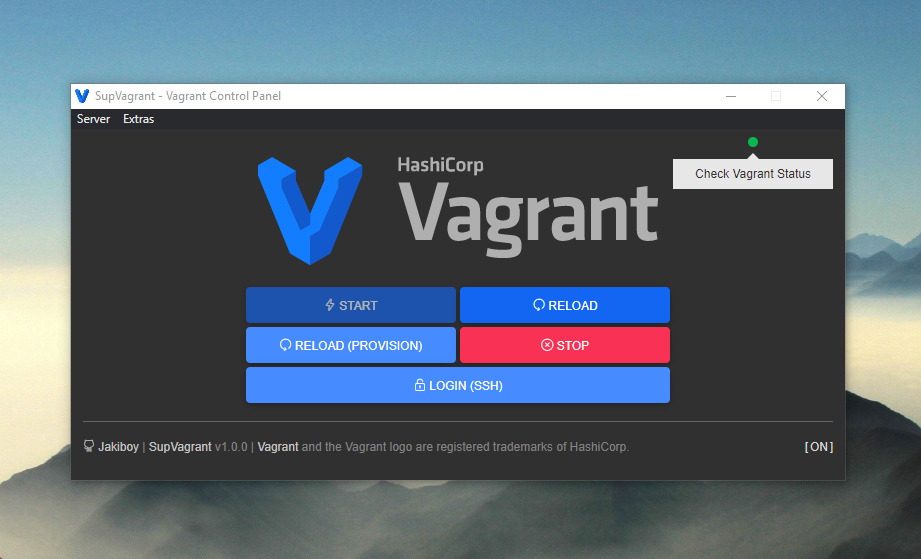 SupVagrant - Vagrant Control Panel
Server Extras
Check Vagrant Status
HashiCorp
Vagrant
START RELOAD
RELOAD (PROVISION) STOP
LOGIN (SSH)
Jakiboy | SupVagrant v1.0.0 | Vagrant and the Vagrant logo are registered trademarks of HashiCorp. [ON]